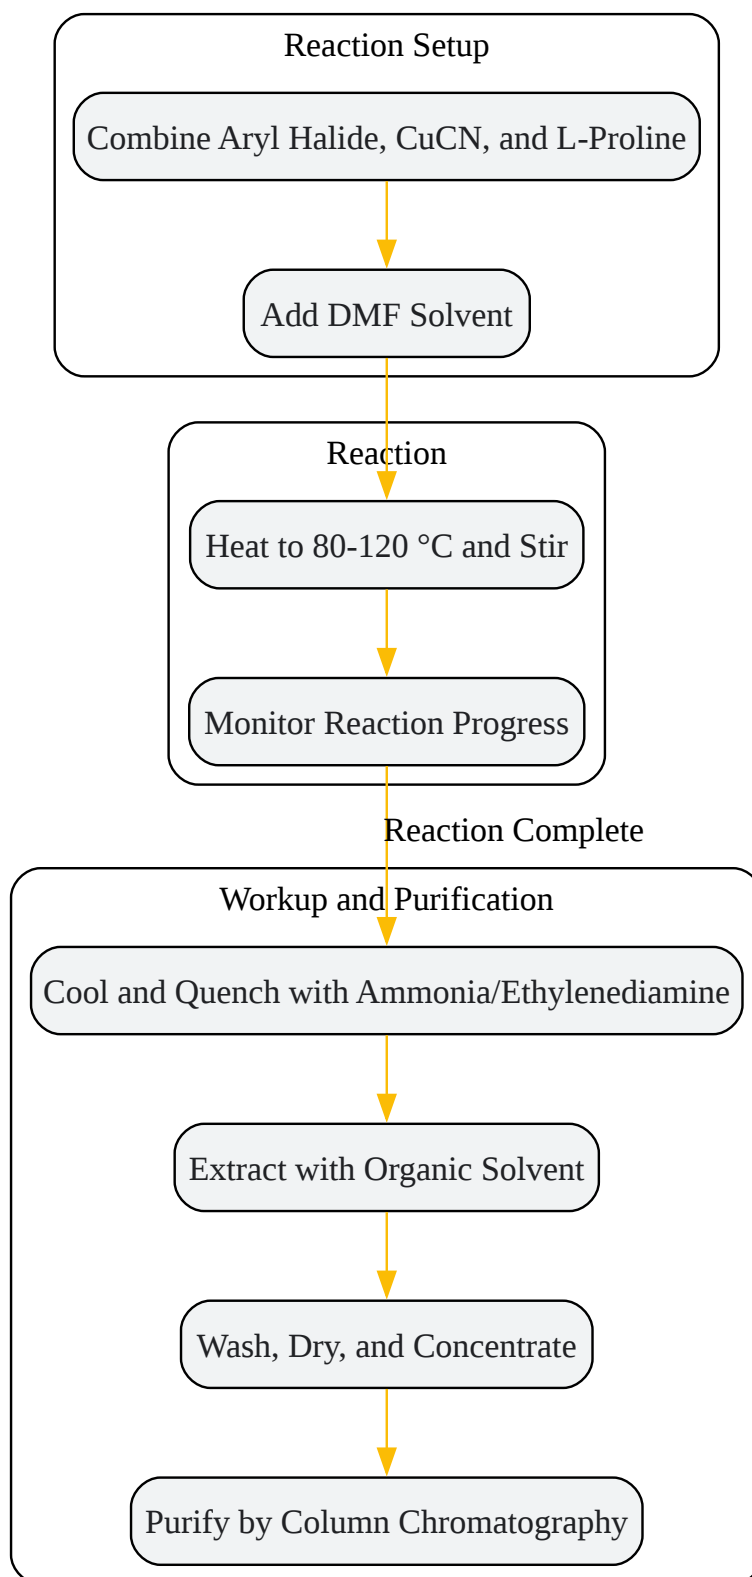 Reaction Setup
Combine Aryl Halide, CuCN, and L-Proline
Add DMF Solvent
Reaction
Heat to 80-120 °C and Stir
Monitor Reaction Progress
Reaction Complete
Workup and Purification
Cool and Quench with Ammonia/Ethylenediamine
Extract with Organic Solvent
Wash, Dry, and Concentrate
Purify by Column Chromatography